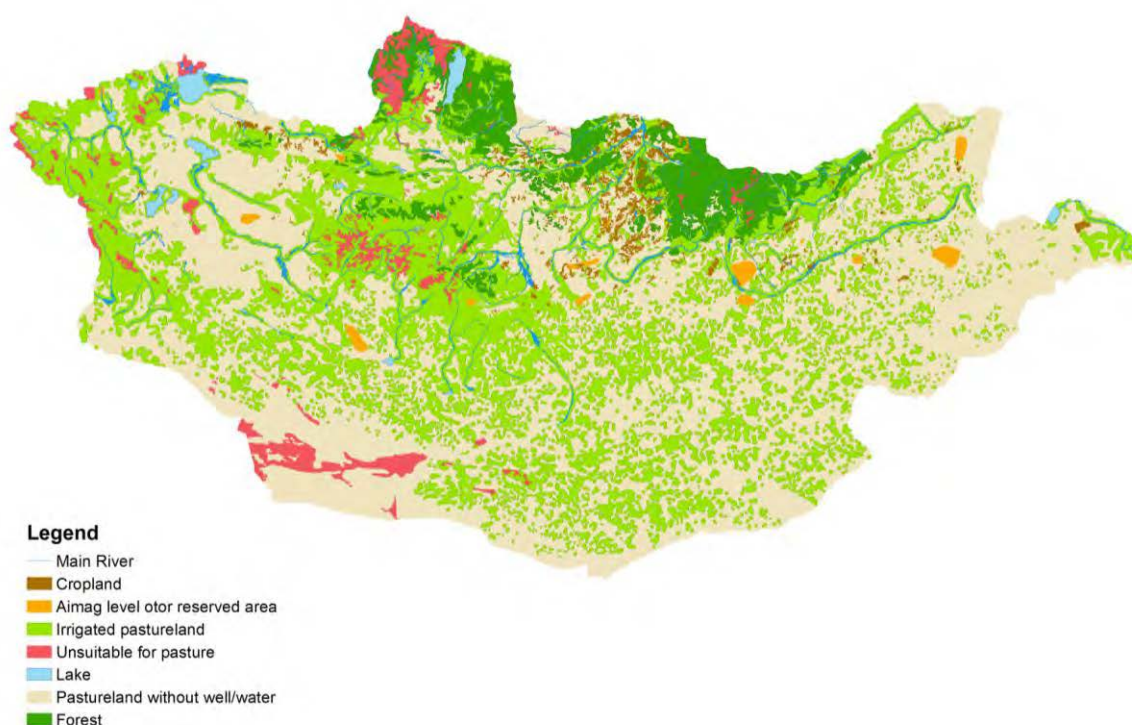 Legend
Main River
Cropland
Aimag level otor reserved area
Irrigated pastureland
Unsuitable for pasture
Lake
Pastureland without well/water
Forest